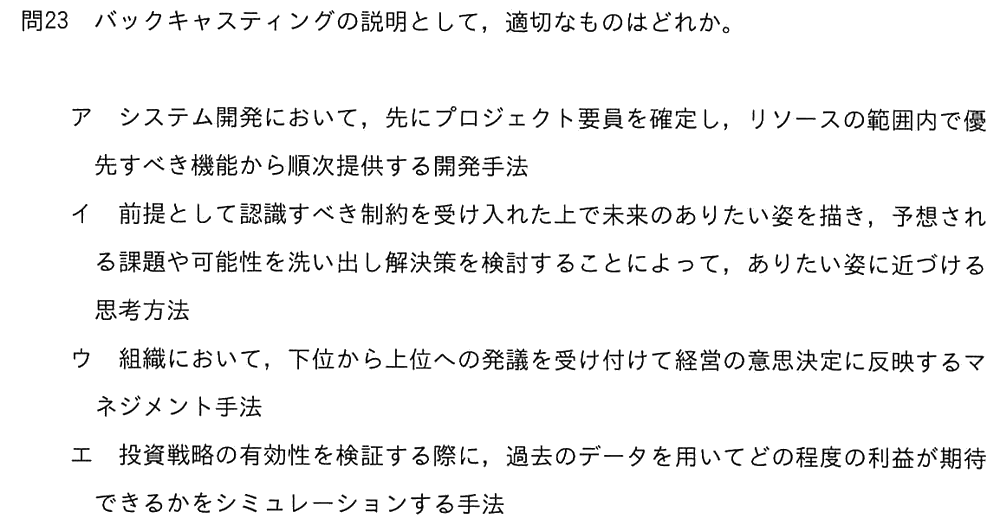 問23 バックキャスティングの説明として，適切なものはどれか。
ア システム開発において，先にプロジェクト要員を確定し，リソースの範囲内で優
先すべき機能から順次提供する開発手法
イ 前提として認識すべき制約を受け入れた上で未来のありたい姿を描き，予想され
る課題や可能性を洗い出し解決策を検討することによって，ありたい姿に近づける
思考方法
ウ 組織において，下位から上位への発議を受け付けて経営の意思決定に反映するマ
ネジメント手法
エ 投資戦略の有効性を検証する際に，過去のデータを用いてどの程度の利益が期待
できるかをシミュレーションする手法